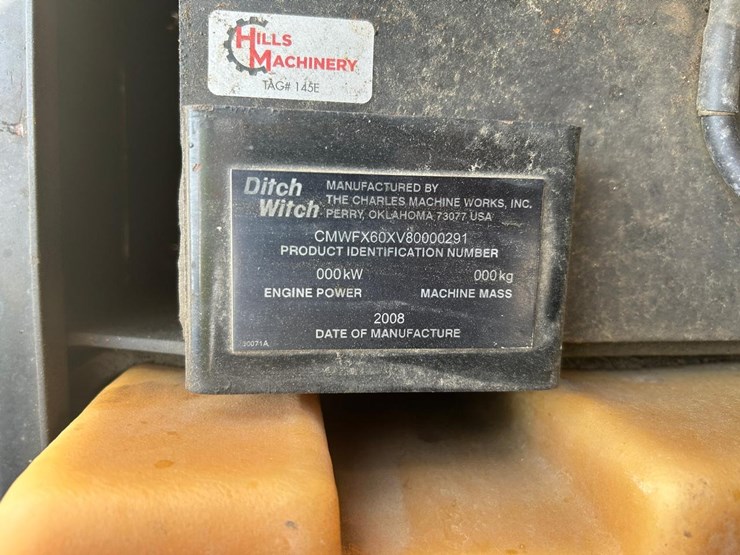 HILLS
MACHINERY
TAG# 145E
Ditch Witch
MANUFACTURED BY
THE CHARLES MACHINE WORKS, INC.
PERRY, OKLAHOMA 73077 USA
CMWFX60XV80000291
PRODUCT IDENTIFICATION NUMBER
000kW 000kg
ENGINE POWER MACHINE MASS
2008
DATE OF MANUFACTURE